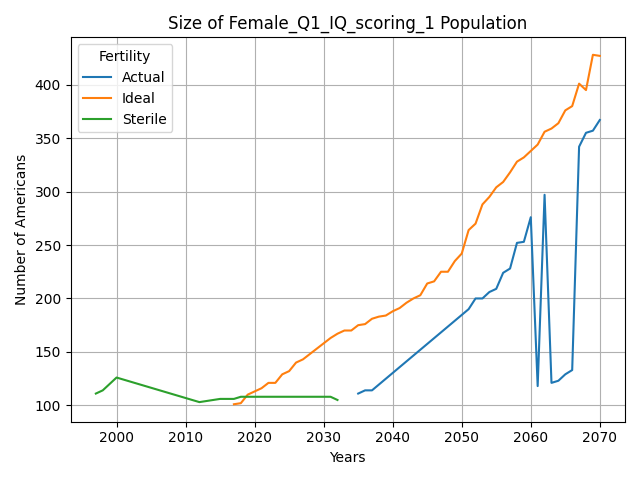 Size of Female_Q1_IQ_scoring_1 Population
Fertility
Actual
Ideal
Sterile
Number of Americans
400
350
300
250
200
150
100
2000 2010 2020 2030 2040 2050 2060 2070
Years